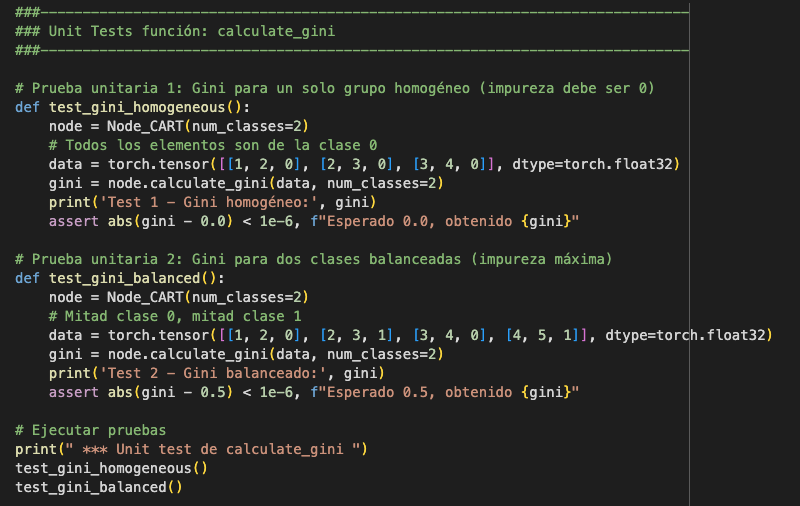 ###-----------------------------------------------------------------------------
### Unit Tests función: calculate_gini
###-----------------------------------------------------------------------------
# Prueba unitaria 1: Gini para un solo grupo homogéneo (impureza debe ser 0)
def test_gini_homogeneous():
    node = Node_CART(num_classes=2)
    # Todos los elementos son de la clase 0
    data = torch.tensor([[1, 2, 0], [2, 3, 0], [3, 4, 0]], dtype=torch.float32)
    gini = node.calculate_gini(data, num_classes=2)
    print('Test 1 - Gini homogéneo:', gini)
    assert abs(gini - 0.0) < 1e-6, f"Esperado 0.0, obtenido {gini}"
# Prueba unitaria 2: Gini para dos clases balanceadas (impureza máxima)
def test_gini_balanced():
    node = Node_CART(num_classes=2)
    # Mitad clase 0, mitad clase 1
    data = torch.tensor([[1, 2, 0], [2, 3, 1], [3, 4, 0], [4, 5, 1]], dtype=torch.float32)
    gini = node.calculate_gini(data, num_classes=2)
    print('Test 2 - Gini balanceado:', gini)
    assert abs(gini - 0.5) < 1e-6, f"Esperado 0.5, obtenido {gini}"
# Ejecutar pruebas
print(" *** Unit test de calculate_gini ")
test_gini_homogeneous()
test_gini_balanced()